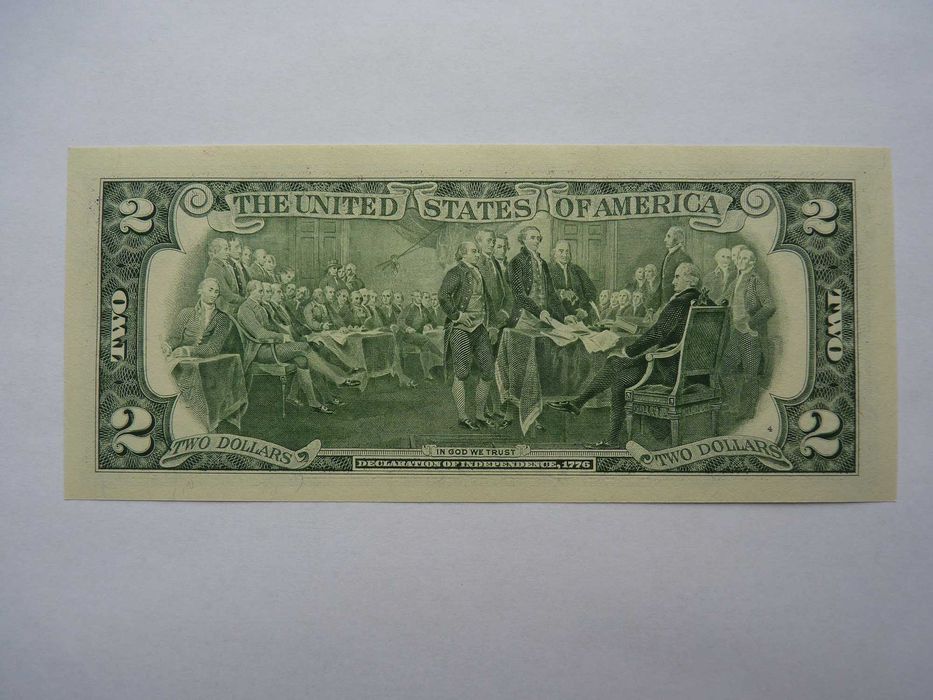 2 THE UNITED STATES OF AMERICA 2
TWO
TWO
4
2 TWO DOLLARS
IN GOD WE TRUST
TWO DOLLARS 2
DECLARATION OF INDEPENDENCE, 1776